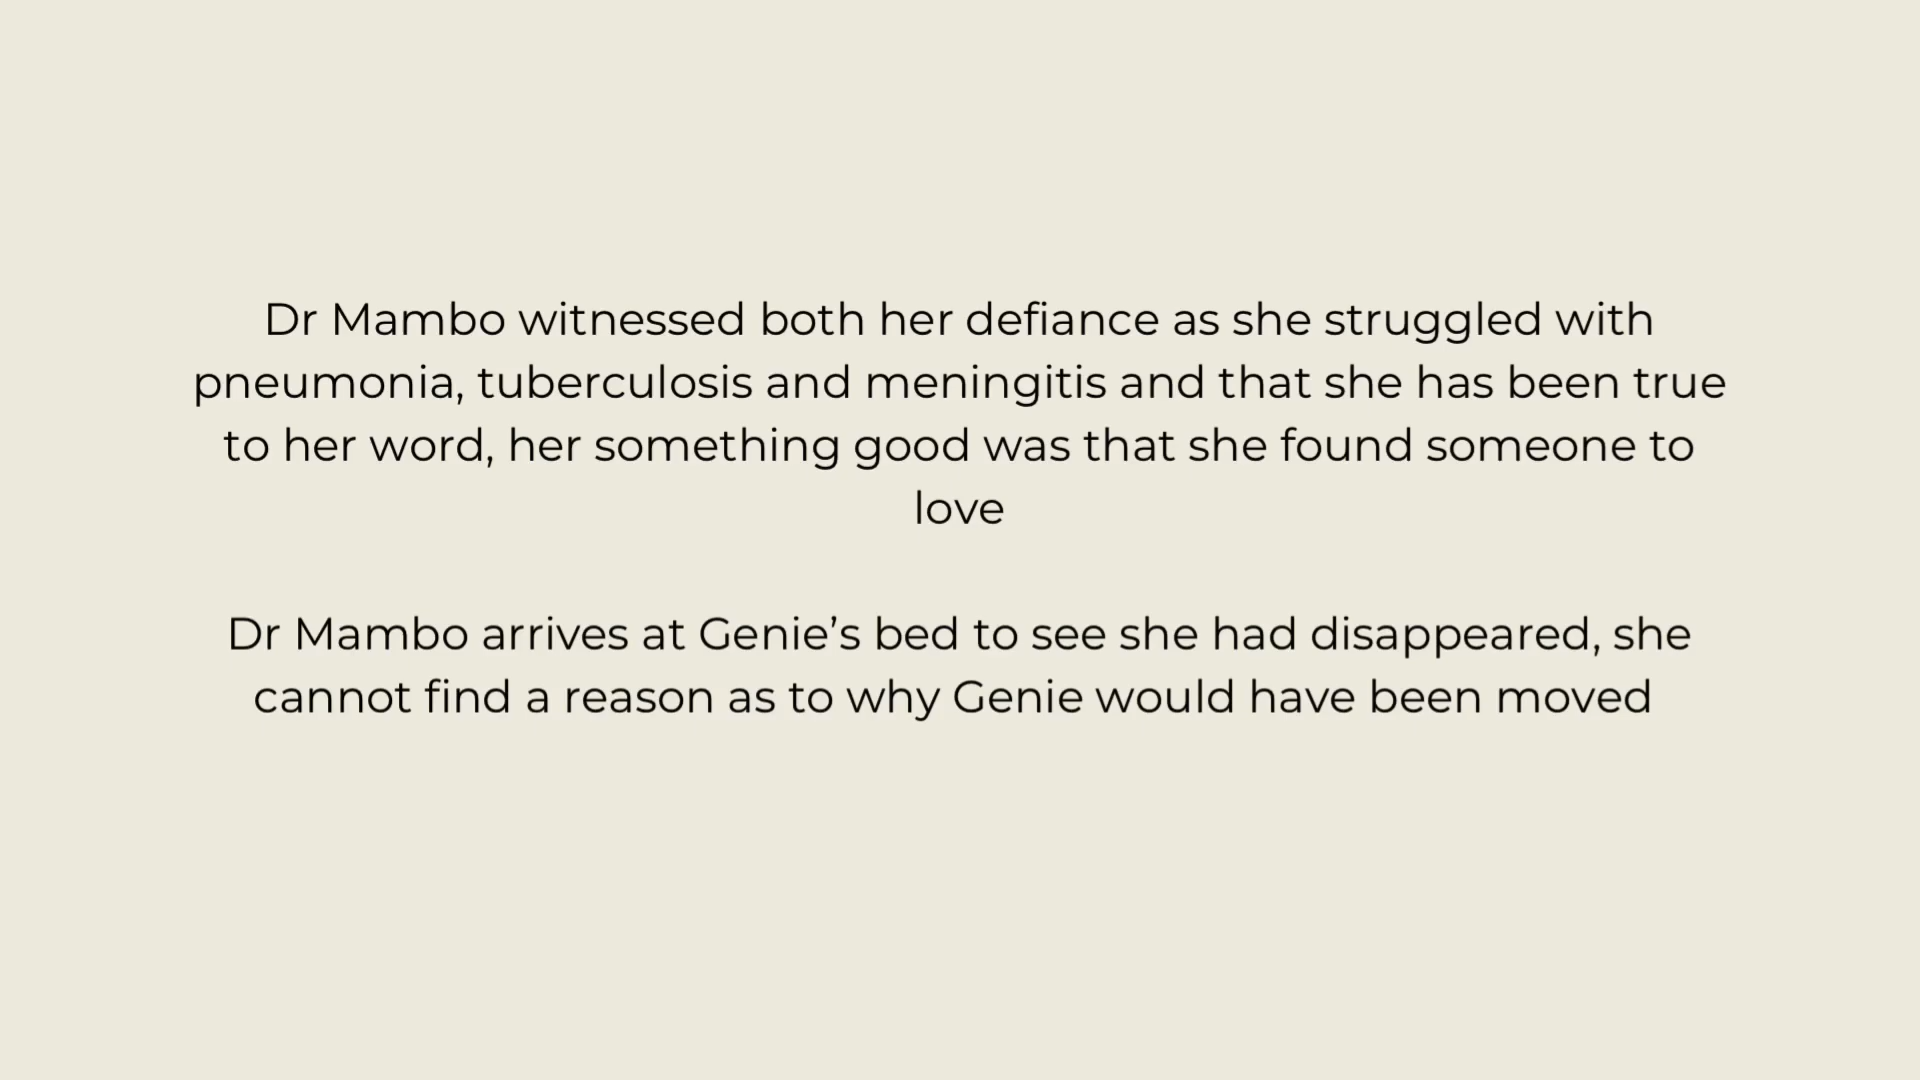 Dr Mambo witnessed both her defiance as she struggled with
pneumonia, tuberculosis and meningitis and that she has been true
to her word, her something good was that she found someone to
love
Dr Mambo arrives at Genie’s bed to see she had disappeared, she
cannot find a reason as to why Genie would have been moved